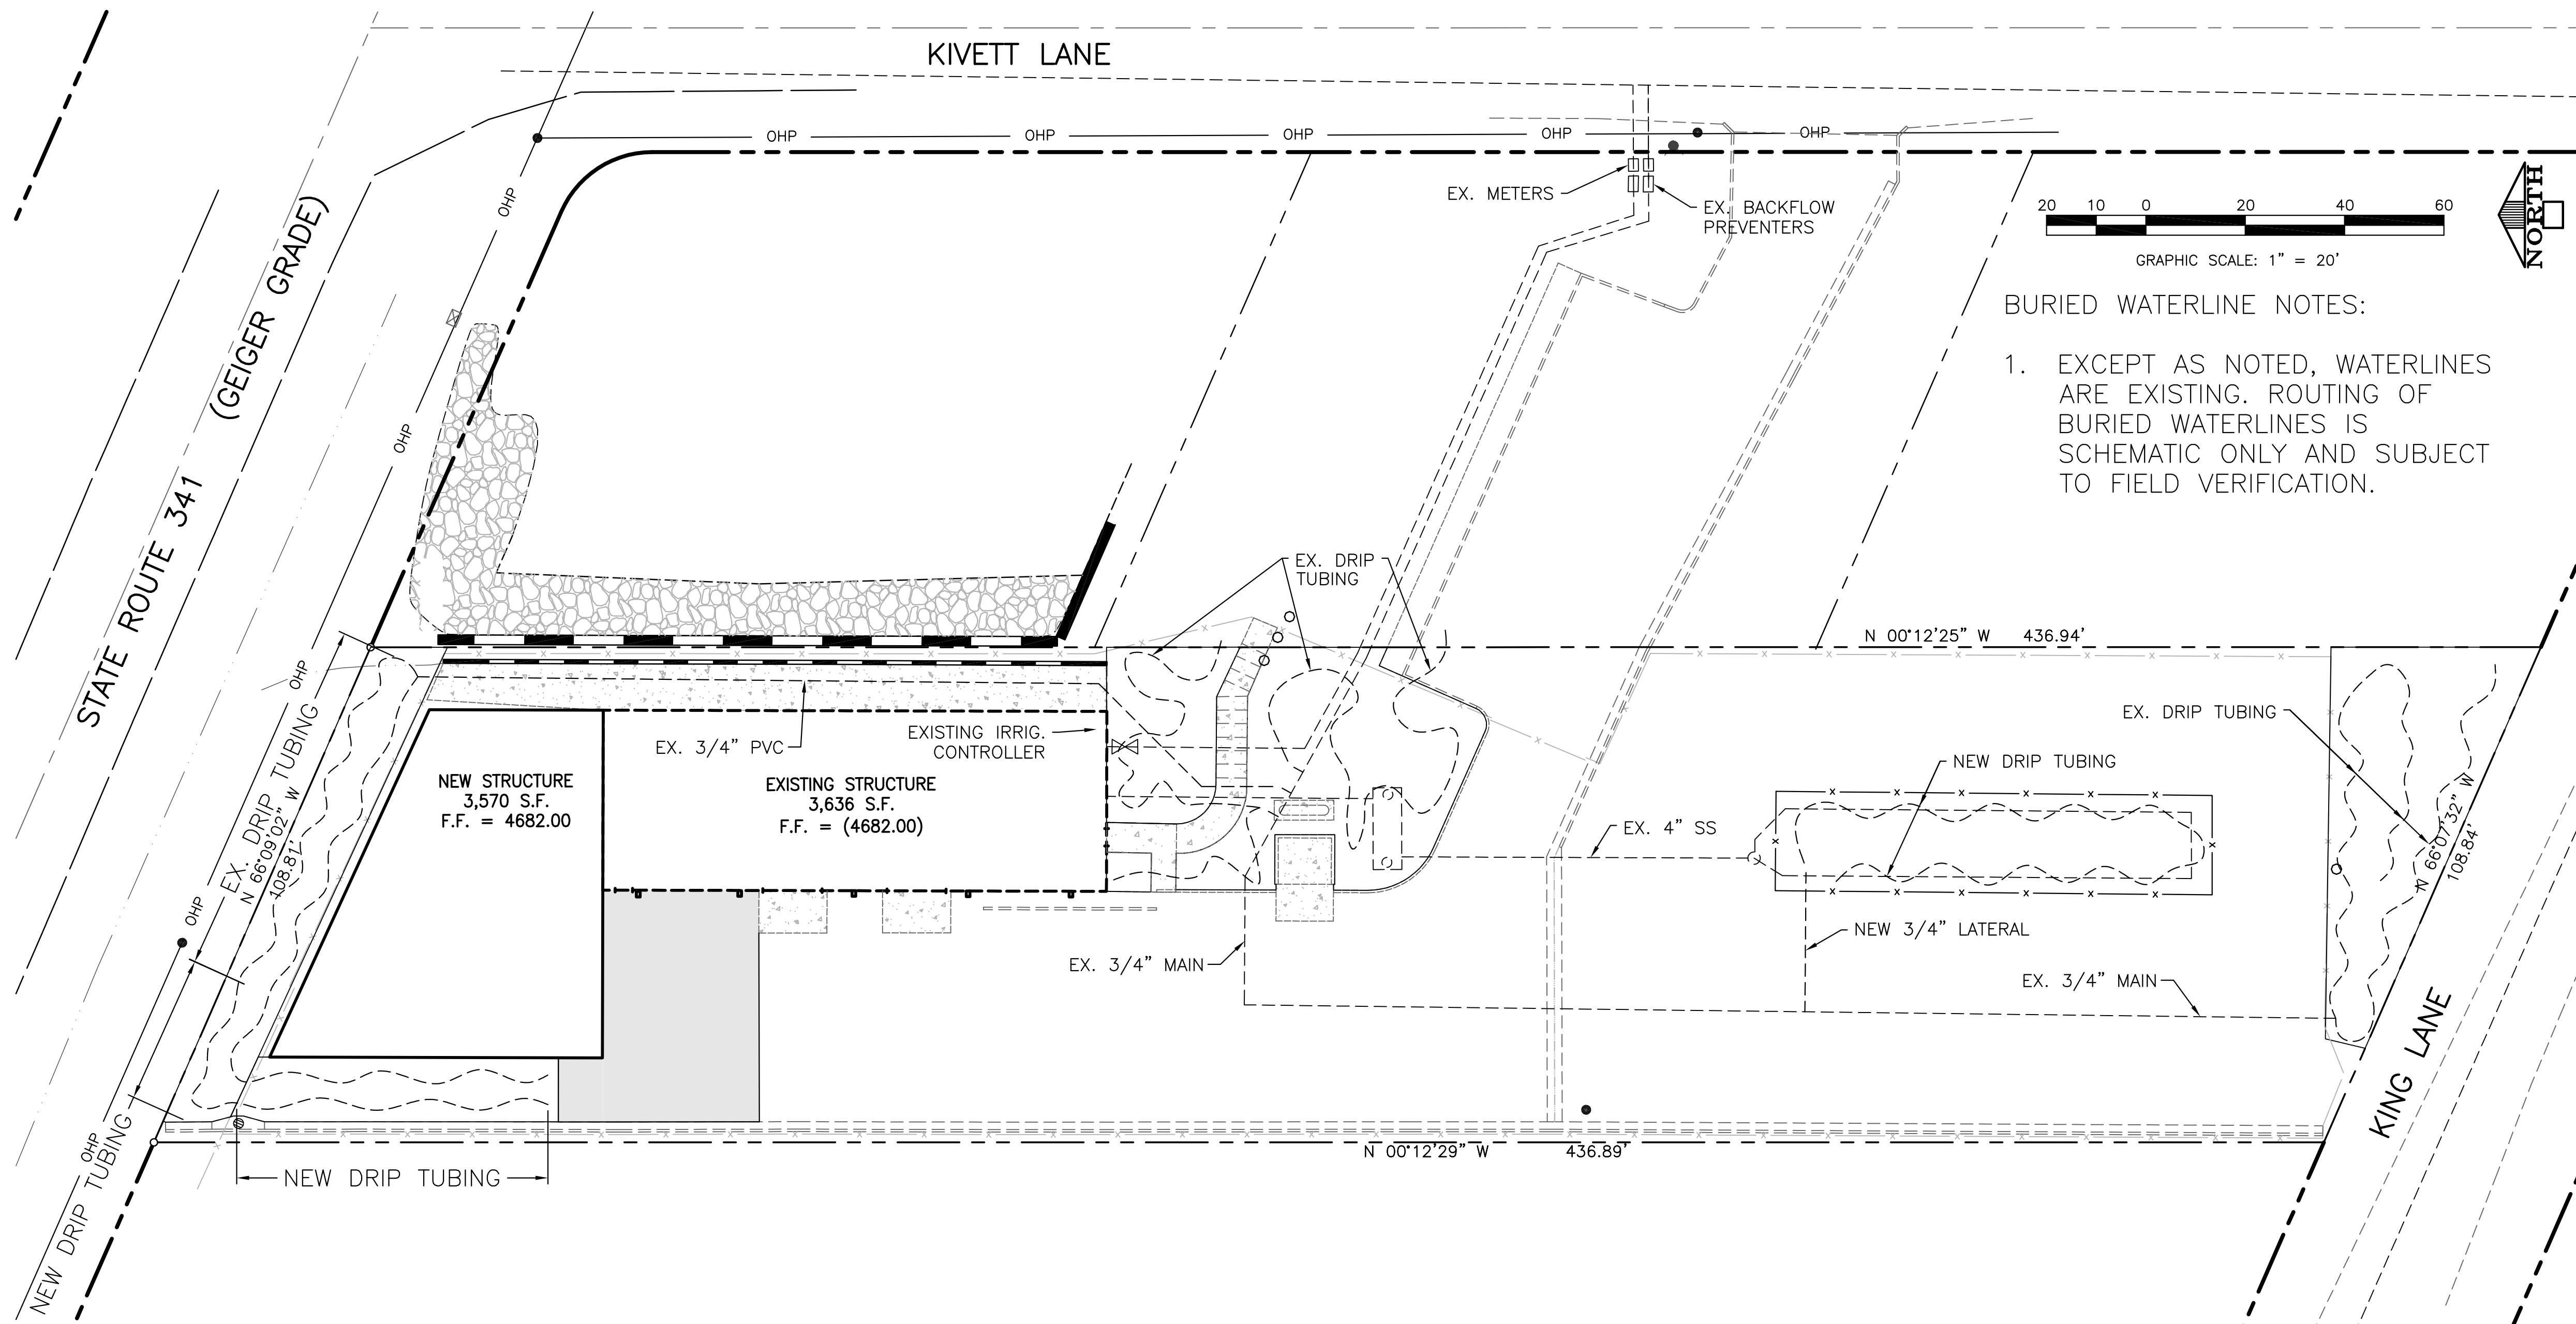 KIVETT LANE
OHP
OHP
OHP
OHP
OHP
OHP
OHP
OHP
OHP
OHP
STATE ROUTE 341 (GEIGER GRADE)
EX. METERS
EX. BACKFLOW
PREVENTERS
20 10 0 20 40 60
GRAPHIC SCALE: 1" = 20'
NORTH
BURIED WATERLINE NOTES:
1. EXCEPT AS NOTED, WATERLINES
ARE EXISTING. ROUTING OF
BURIED WATERLINES IS
SCHEMATIC ONLY AND SUBJECT
TO FIELD VERIFICATION.
EX. DRIP
TUBING
N 00°12'25" W 436.94'
EX. DRIP TUBING
N 66°09'02" W
108.81'
EX. 3/4" PVC
EXISTING IRRIG.
CONTROLLER
NEW STRUCTURE
3,570 S.F.
F.F. = 4682.00
EXISTING STRUCTURE
3,636 S.F.
F.F. = (4682.00)
EX. DRIP TUBING
NEW DRIP TUBING
EX. 4" SS
N 66°07'32" W
108.84'
NEW 3/4" LATERAL
EX. 3/4" MAIN
EX. 3/4" MAIN
KING LANE
N 00°12'29" W 436.89'
NEW DRIP TUBING
NEW DRIP TUBING